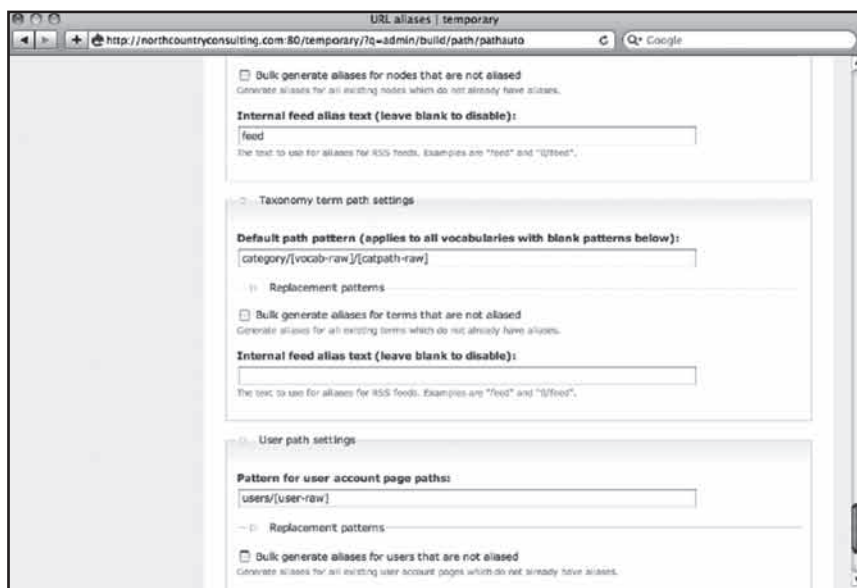 URL aliases | temporary
http://northcountryconsulting.com:80/temporary/?q=admin/build/path/pathauto
Google
Bulk generate aliases for nodes that are not aliased
Generate aliases for all existing nodes which do not already have aliases.
Internal feed alias text (leave blank to disable):
feed
The text to use for aliases for RSS feeds. Examples are "feed" and "0/feed".
Taxonomy term path settings
Default path pattern (applies to all vocabularies with blank patterns below):
category/[vocab-raw]/[catpath-raw]
Replacement patterns
Bulk generate aliases for terms that are not aliased
Generate aliases for all existing terms which do not already have aliases.
Internal feed alias text (leave blank to disable):
The text to use for aliases for RSS feeds. Examples are "feed" and "0/feed".
User path settings
Pattern for user account page paths:
users/[user-raw]
Replacement patterns
Bulk generate aliases for users that are not aliased
Generate aliases for all existing user account pages which do not already have aliases.